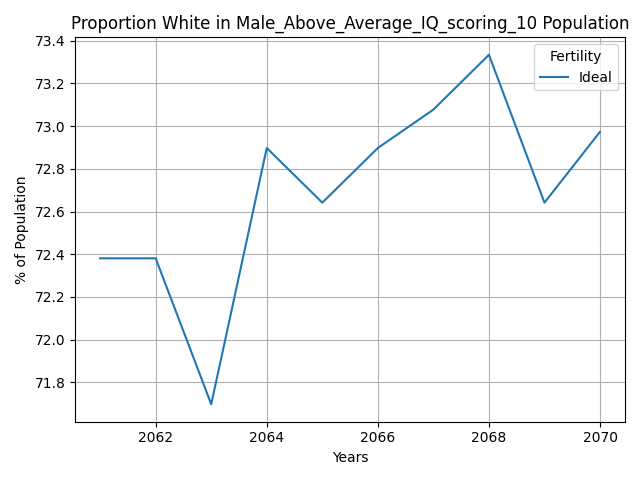 Proportion White in Male_Above_Average_IQ_scoring_10 Population
73.4
73.2
73.0
72.8
72.6
72.4
72.2
72.0
71.8
% of Population
Fertility
Ideal
2062
2064
2066
2068
2070
Years